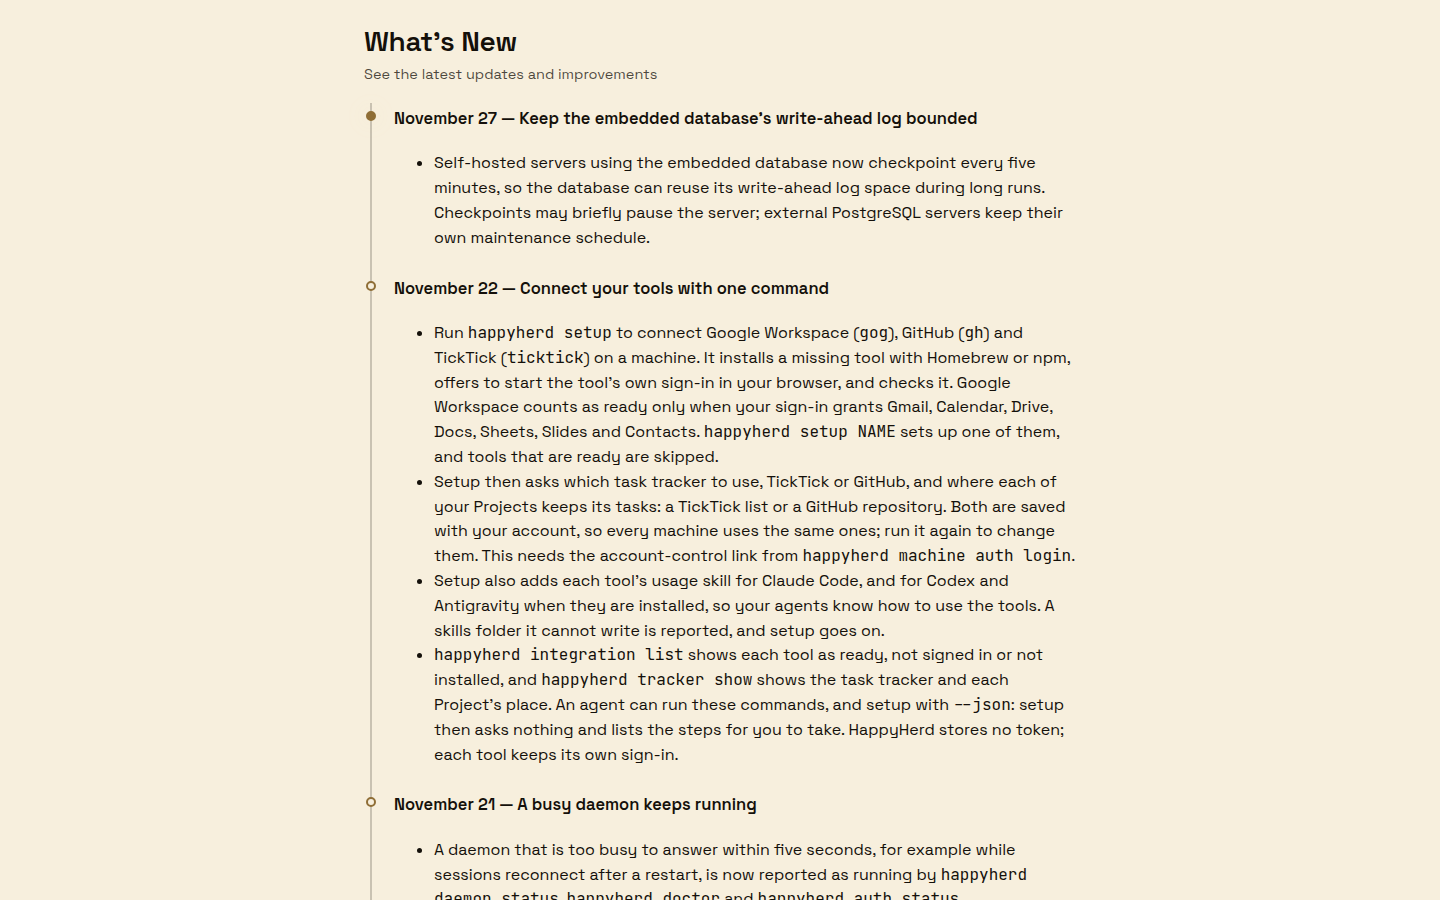 What's New
See the latest updates and improvements
November 27 — Keep the embedded database's write-ahead log bounded
Self-hosted servers using the embedded database now checkpoint every five
minutes, so the database can reuse its write-ahead log space during long runs.
Checkpoints may briefly pause the server; external PostgreSQL servers keep their
own maintenance schedule.
November 22 — Connect your tools with one command
Run happyherd setup to connect Google Workspace (gog), GitHub (gh) and
TickTick (ticktick) on a machine. It installs a missing tool with Homebrew or npm,
offers to start the tool's own sign-in in your browser, and checks it. Google
Workspace counts as ready only when your sign-in grants Gmail, Calendar, Drive,
Docs, Sheets, Slides and Contacts. happyherd setup NAME sets up one of them,
and tools that are ready are skipped.
Setup then asks which task tracker to use, TickTick or GitHub, and where each of
your Projects keeps its tasks: a TickTick list or a GitHub repository. Both are saved
with your account, so every machine uses the same ones; run it again to change
them. This needs the account-control link from happyherd machine auth login.
Setup also adds each tool's usage skill for Claude Code, and for Codex and
Antigravity when they are installed, so your agents know how to use the tools. A
skills folder it cannot write is reported, and setup goes on.
happyherd integration list shows each tool as ready, not signed in or not
installed, and happyherd tracker show shows the task tracker and each
Project's place. An agent can run these commands, and setup with --json: setup
then asks nothing and lists the steps for you to take. HappyHerd stores no token;
each tool keeps its own sign-in.
November 21 — A busy daemon keeps running
A daemon that is too busy to answer within five seconds, for example while
sessions reconnect after a restart, is now reported as running by happyherd
daemon status, happyherd doctor and happyherd auth status.